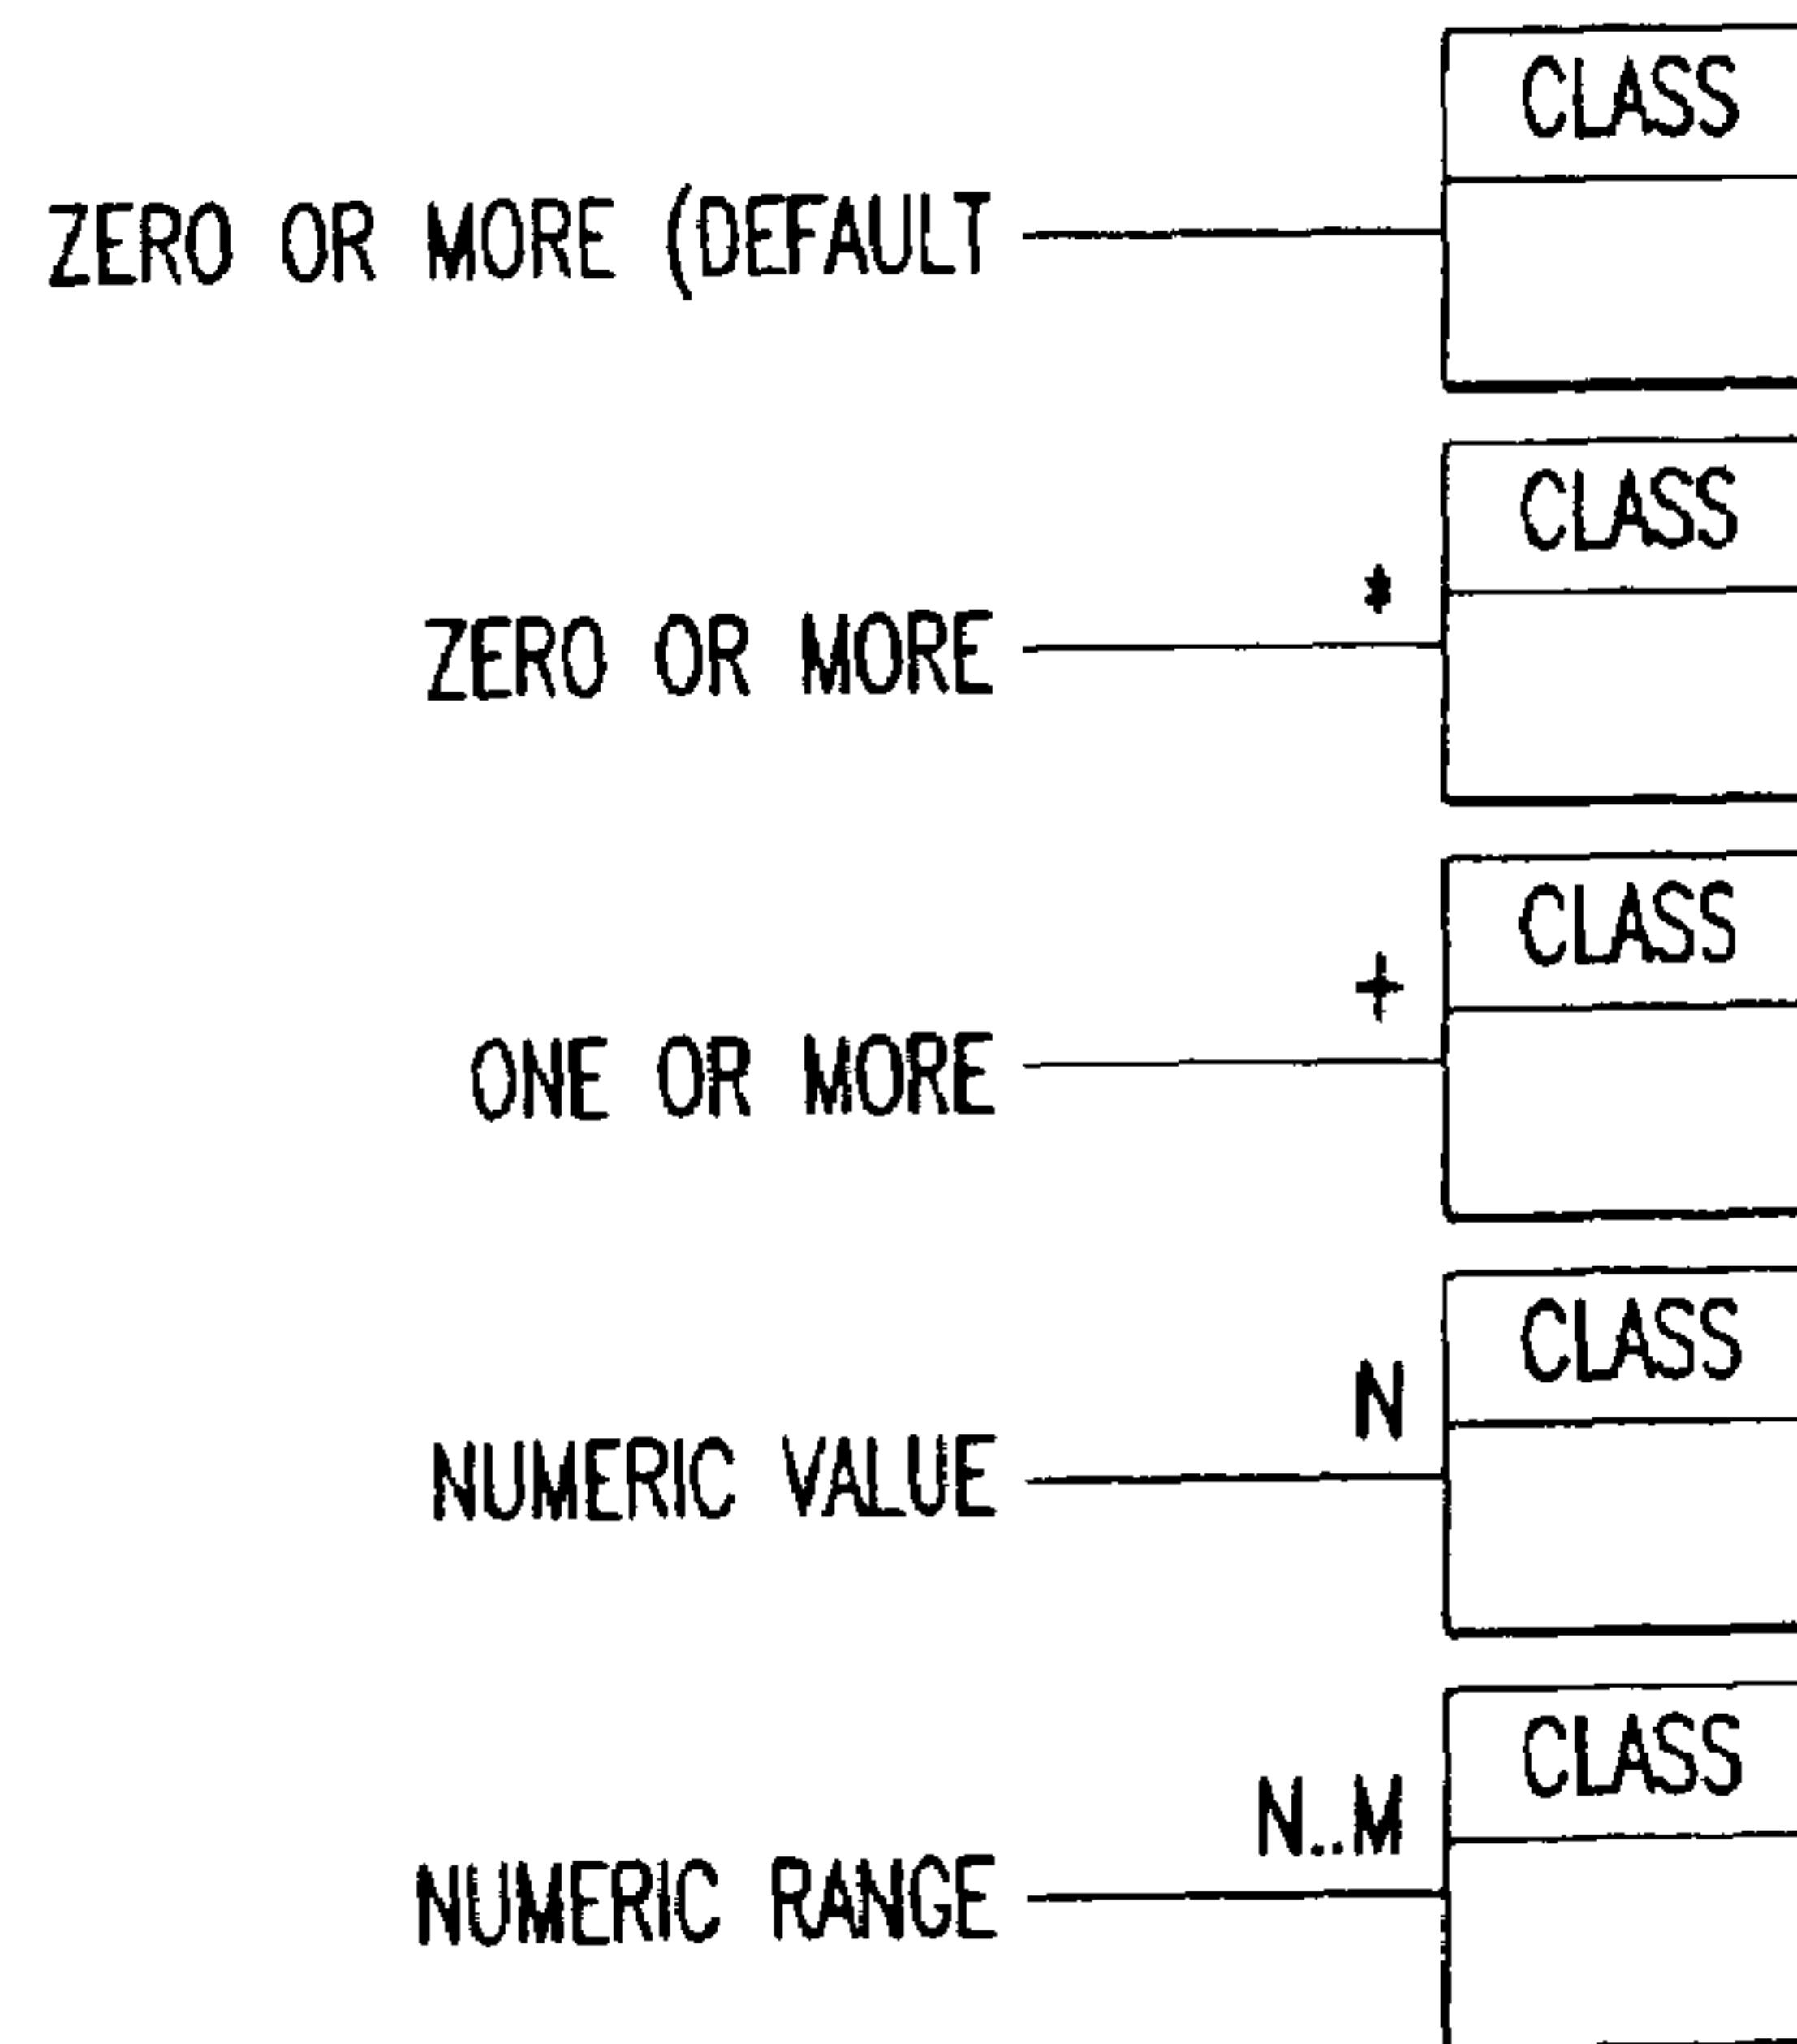 CLASS
ZERO OR MORE (DEFAULT
CLASS
*
ZERO OR MORE
CLASS
+
ONE OR MORE
CLASS
N
NUMERIC VALUE
CLASS
N..M
NUMERIC RANGE